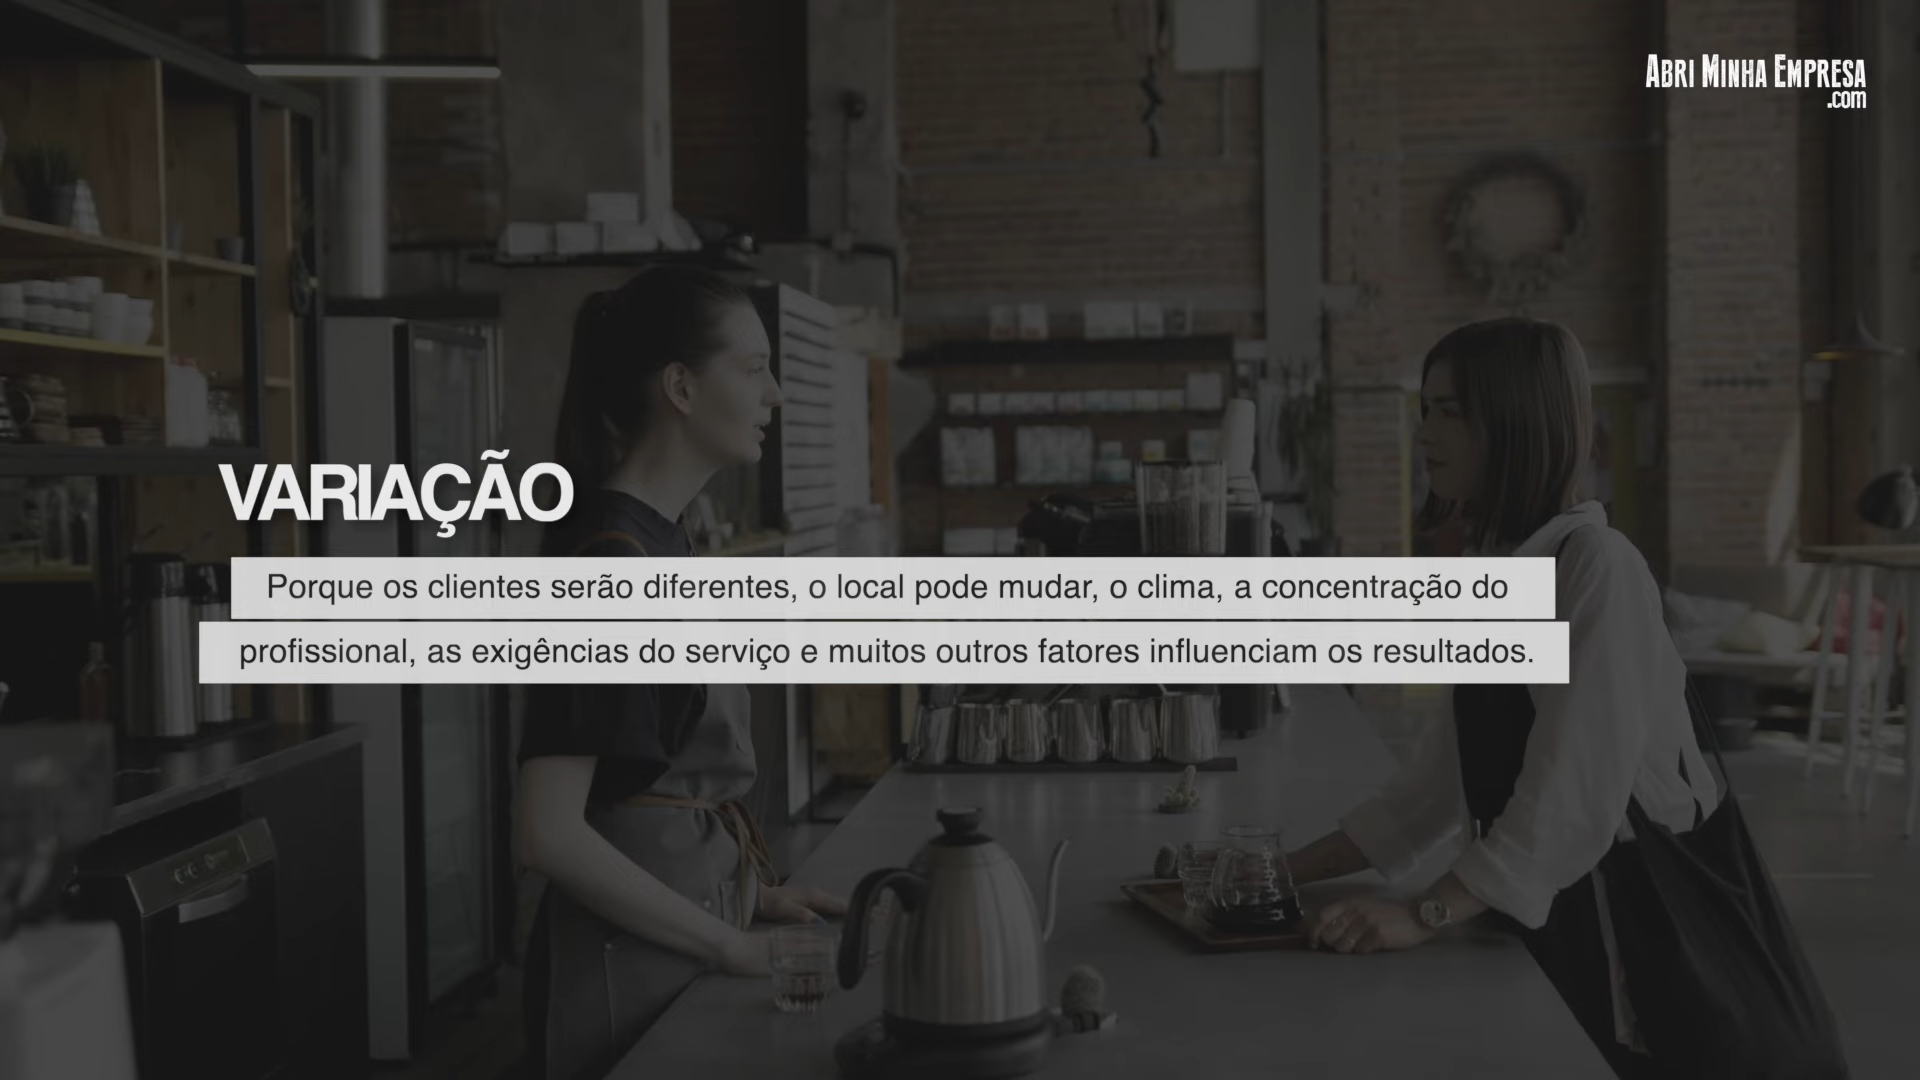 ABRI MINHA EMPRESA
.com
VARIAÇÃO
Porque os clientes serão diferentes, o local pode mudar, o clima, a concentração do
profissional, as exigências do serviço e muitos outros fatores influenciam os resultados.